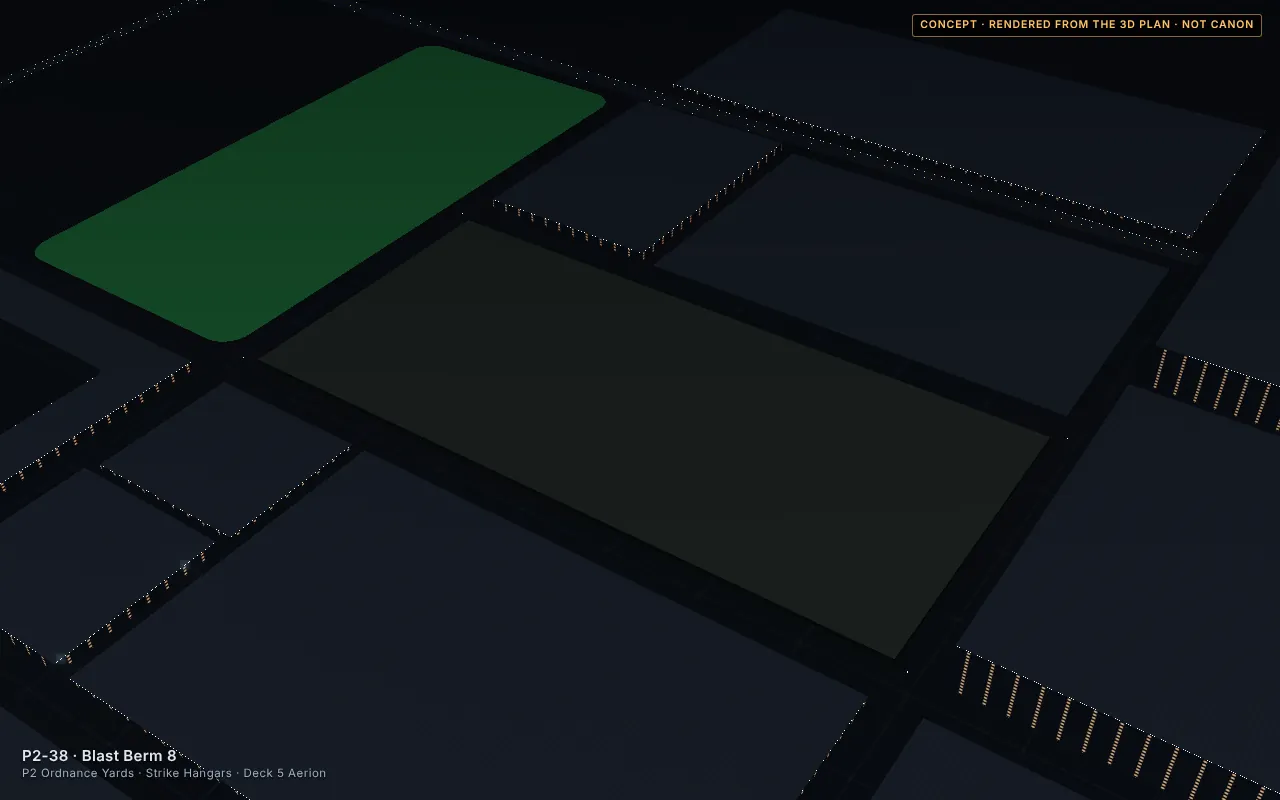 CONCEPT · RENDERED FROM THE 3D PLAN · NOT CANON
P2-38 · Blast Berm 8
P2 Ordnance Yards · Strike Hangars · Deck 5 Aerion